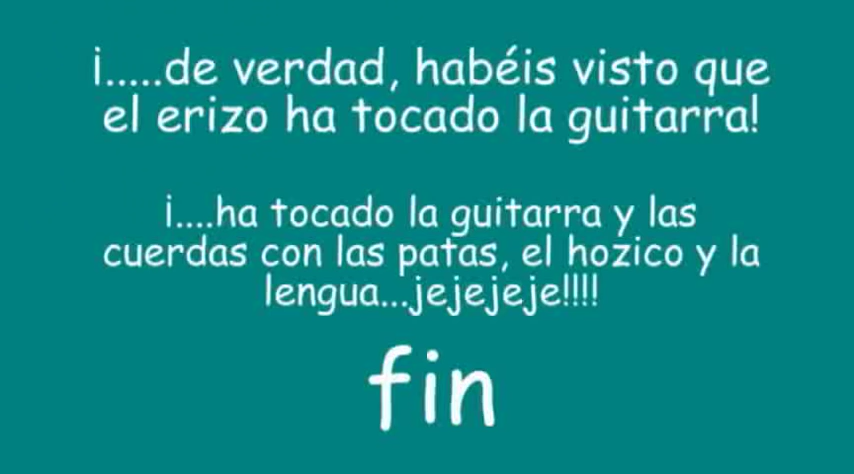 ¡.....de verdad, habéis visto que
el erizo ha tocado la guitarra!
¡....ha tocado la guitarra y las
cuerdas con las patas, el hozico y la
lengua...jejejeje!!!!
fin